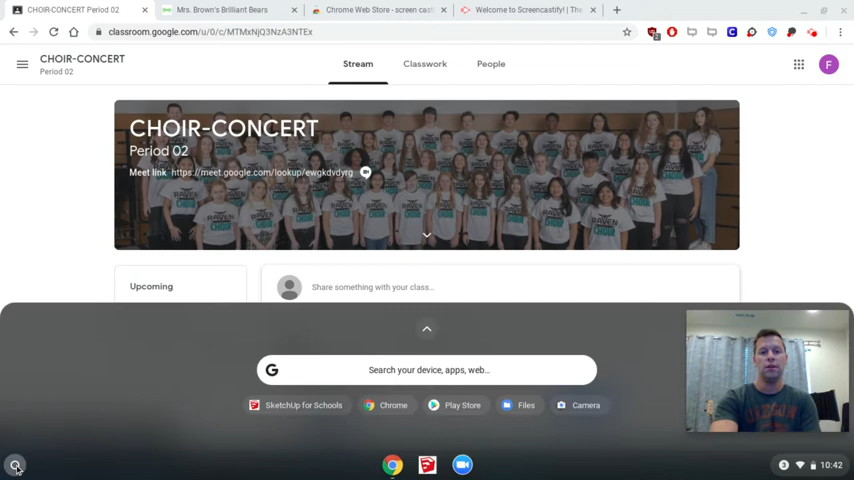 CHOIR-CONCERT Period 02
Mrs. Brown's Brilliant Bears
Chrome Web Store - screen cast
Welcome to Screencastify! | The
classroom.google.com/u/0/c/MTMxNjQ3NzA3NTEx
2
C
CHOIR-CONCERT
Period 02
Stream
Classwork
People
F
CHOIR-CONCERT
Period 02
Meet link https://meet.google.com/lookup/ewgkdvdyrg
Upcoming
Share something with your class...
G
Search your device, apps, web...
SketchUp for Schools
Chrome
Play Store
Files
Camera
3
10:42